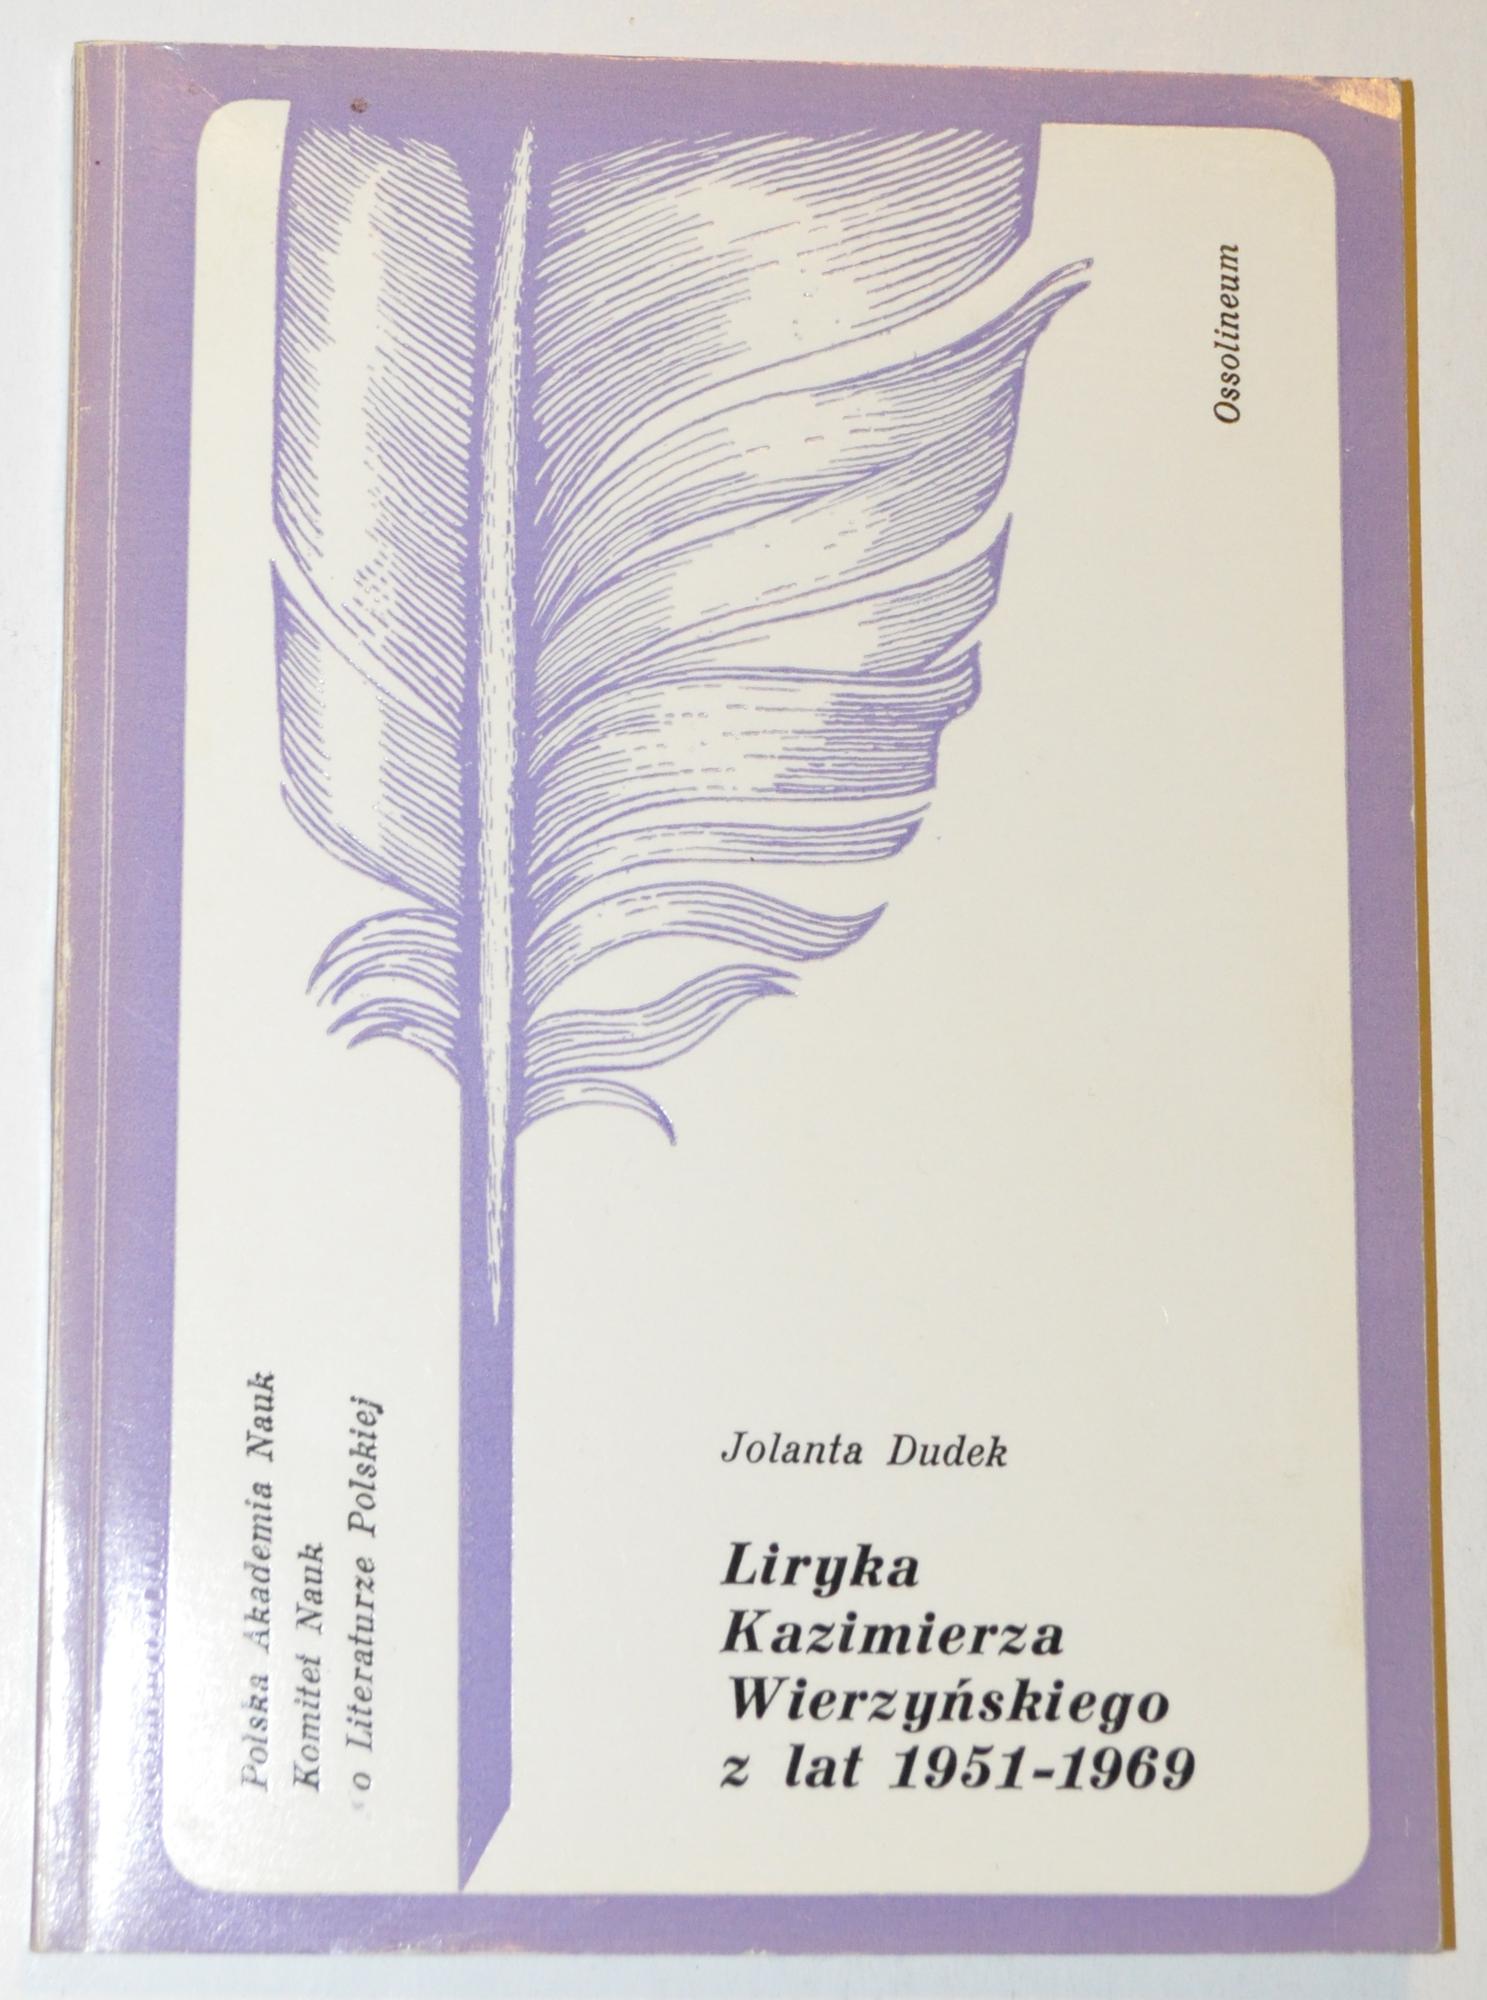 Polska Akademia Nauk
Komitet Nauk
o Literaturze Polskiej
Ossolineum
Jolanta Dudek
Liryka
Kazimierza
Wierzyńskiego
z lat 1951-1969